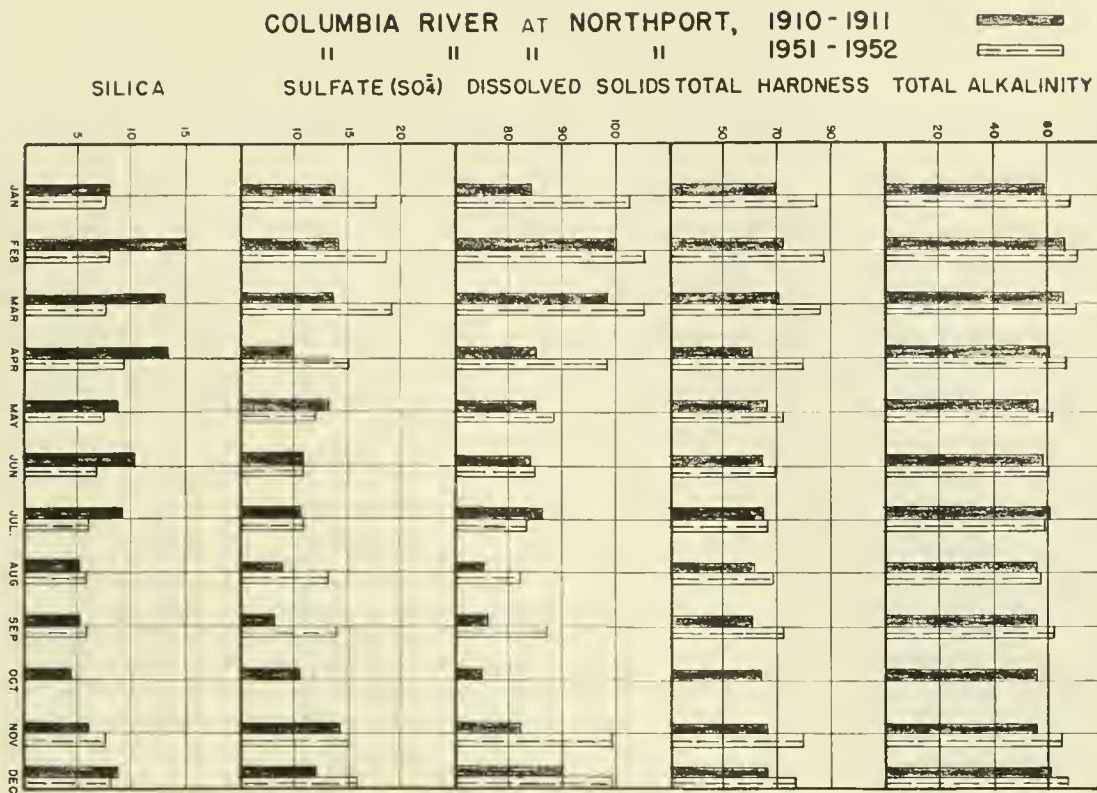 COLUMBIA RIVER AT NORTHPORT, 1910-1911
" " " " 1951-1952
SILICA SULFATE (SO₄⁼) DISSOLVED SOLIDS TOTAL HARDNESS TOTAL ALKALINITY
5 10 15 10 15 20 80 90 100 50 70 90 20 40 60
JAN
FEB
MAR
APR
MAY
JUN
JUL.
AUG
SEP
OCT
NOV
DEC